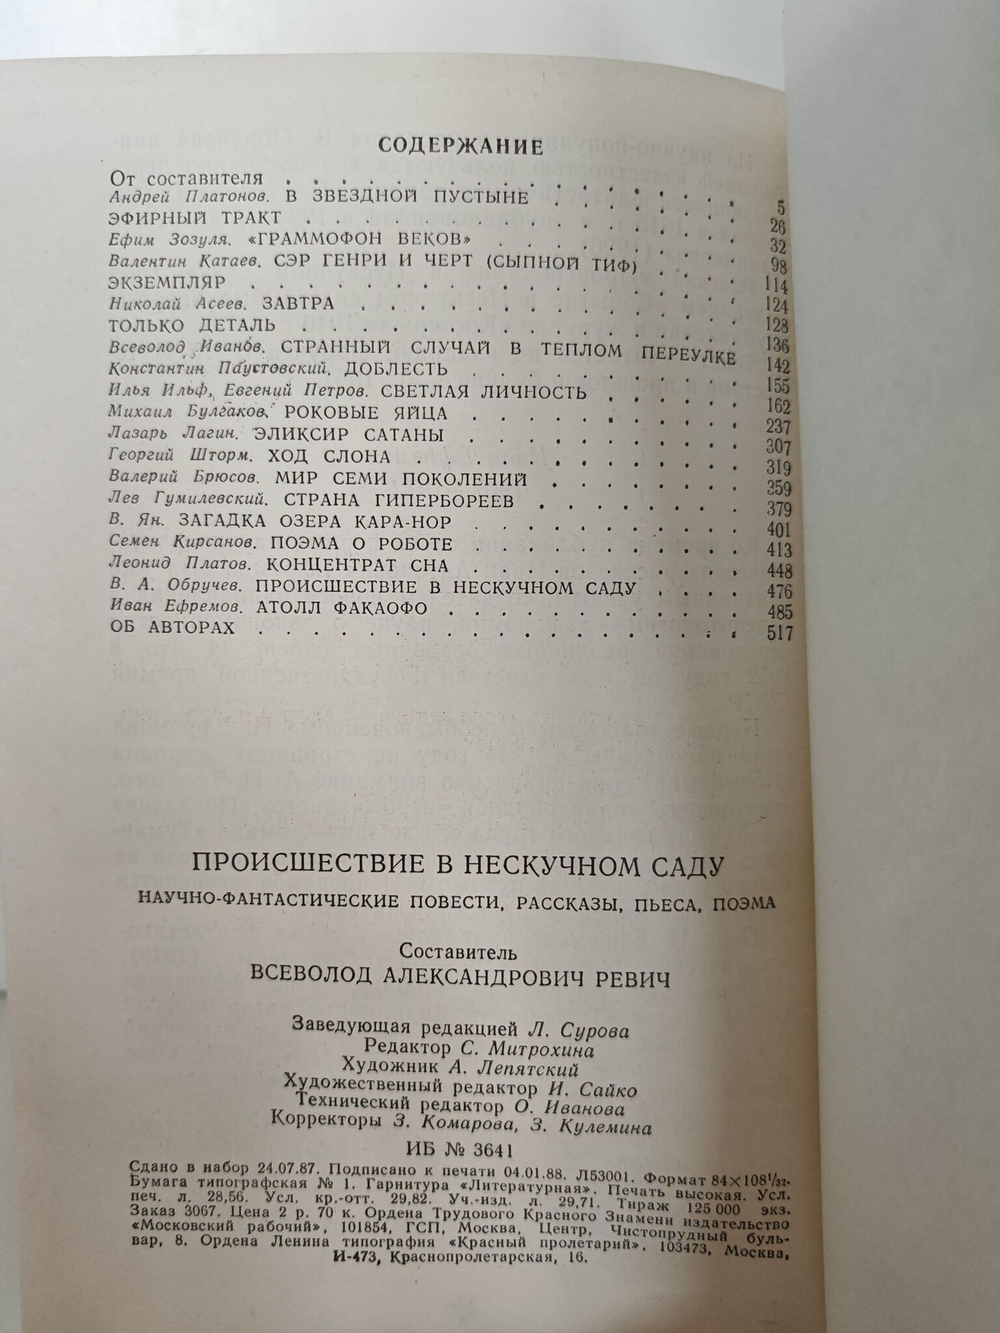 СОДЕРЖАНИЕ
От составителя . . . . . . . . . . . . . . . . . 5
Андрей Платонов. В ЗВЕЗДНОЙ ПУСТЫНЕ . . . . . . . 26
ЭФИРНЫЙ ТРАКТ . . . . . . . . . . . . . . . . 32
Ефим Зозуля. «ГРАММОФОН ВЕКОВ» . . . . . . . . . 98
Валентин Катаев. СЭР ГЕНРИ И ЧЕРТ (СЫПНОЙ ТИФ) . . . . 114
ЭКЗЕМПЛЯР . . . . . . . . . . . . . . . . . . 124
Николай Асеев. ЗАВТРА . . . . . . . . . . . . . . 128
ТОЛЬКО ДЕТАЛЬ . . . . . . . . . . . . . . . . 136
Всеволод Иванов. СТРАННЫЙ СЛУЧАЙ В ТЕПЛОМ ПЕРЕУЛКЕ 142
Константин Паустовский. ДОБЛЕСТЬ . . . . . . . . . . 155
Илья Ильф, Евгений Петров. СВЕТЛАЯ ЛИЧНОСТЬ . . . . . 162
Михаил Булгаков. РОКОВЫЕ ЯЙЦА . . . . . . . . . . 237
Лазарь Лагин. ЭЛИКСИР САТАНЫ . . . . . . . . . . 307
Георгий Шторм. ХОД СЛОНА . . . . . . . . . . . . 319
Валерий Брюсов. МИР СЕМИ ПОКОЛЕНИЙ . . . . . . . 359
Лев Гумилевский. СТРАНА ГИПЕРБОРЕЕВ . . . . . . . . 379
В. Ян. ЗАГАДКА ОЗЕРА КАРА-НОР . . . . . . . . . . 401
Семен Кирсанов. ПОЭМА О РОБОТЕ . . . . . . . . . . 413
Леонид Платов. КОНЦЕНТРАТ СНА . . . . . . . . . . 448
В. А. Обручев. ПРОИСШЕСТВИЕ В НЕСКУЧНОМ САДУ . . . . 476
Иван Ефремов. АТОЛЛ ФАКАОФО . . . . . . . . . . . 485
ОБ АВТОРАХ . . . . . . . . . . . . . . . . . . 517
ПРОИСШЕСТВИЕ В НЕСКУЧНОМ САДУ
НАУЧНО-ФАНТАСТИЧЕСКИЕ ПОВЕСТИ, РАССКАЗЫ, ПЬЕСА, ПОЭМА
Составитель
ВСЕВОЛОД АЛЕКСАНДРОВИЧ РЕВИЧ
Заведующая редакцией Л. Сурова
Редактор С. Митрохина
Художник А. Лепятский
Художественный редактор И. Сайко
Технический редактор О. Иванова
Корректоры З. Комарова, З. Кулемина
ИБ № 3641
Сдано в набор 24.07.87. Подписано к печати 04.01.88. Л53001. Формат 84×108¹/₃₂.
Бумага типографская № 1. Гарнитура «Литературная». Печать высокая. Усл.
печ. л. 28,56. Усл. кр.-отт. 29,82. Уч.-изд. л. 29,71. Тираж 125 000 экз.
Заказ 3067. Цена 2 р. 70 к. Ордена Трудового Красного Знамени издательство
«Московский рабочий», 101854, ГСП, Москва, Центр, Чистопрудный буль-
вар, 8. Ордена Ленина типография «Красный пролетарий». 103473, Москва,
И-473, Краснопролетарская, 16.